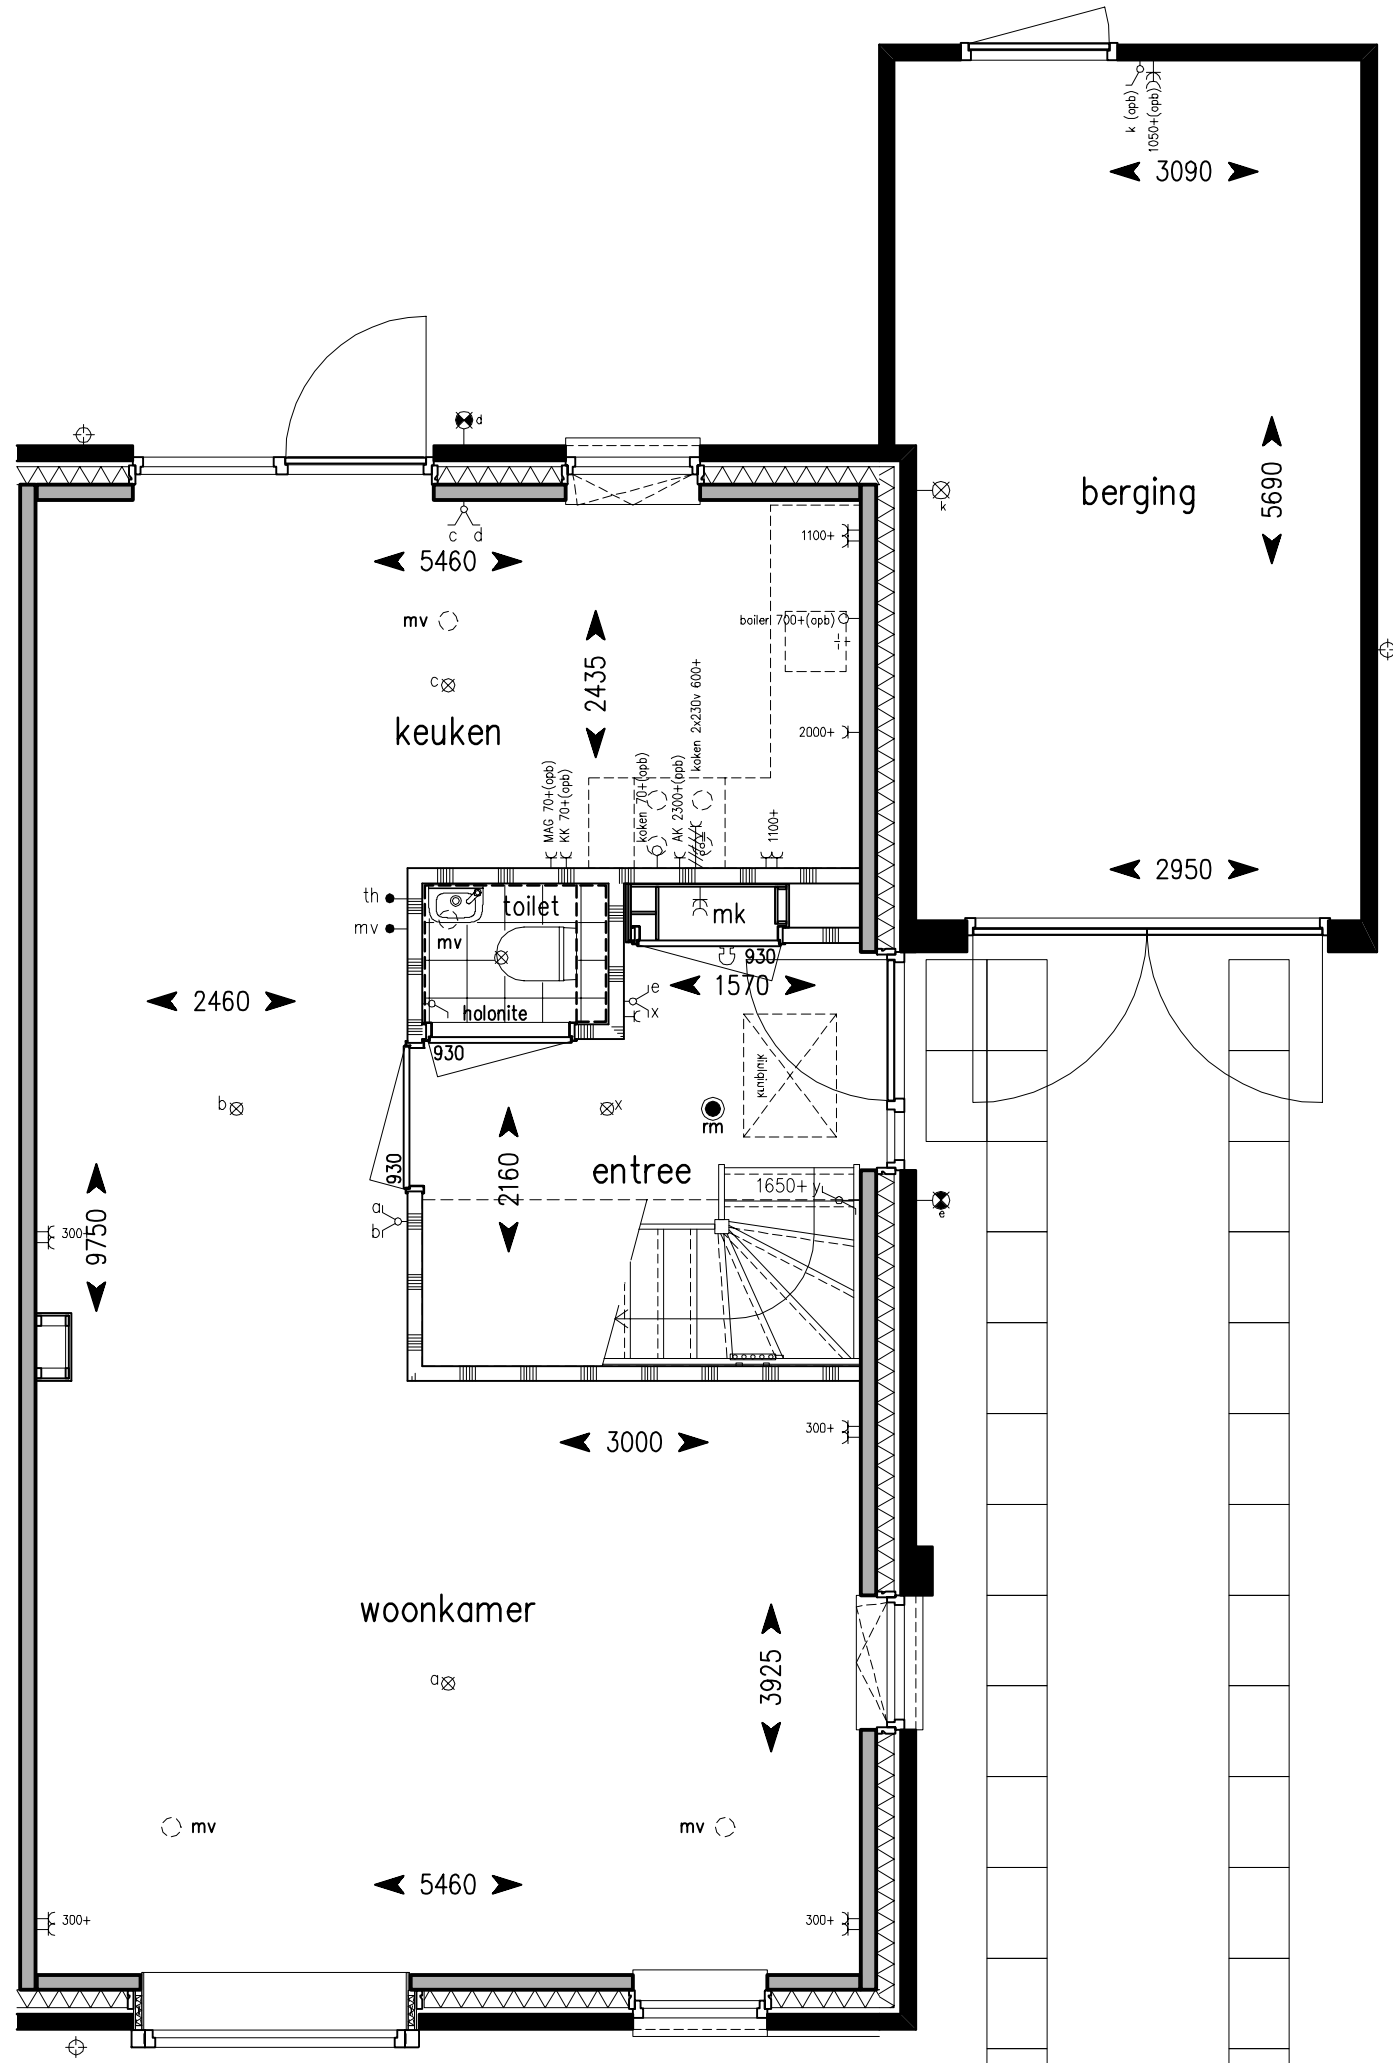 k (opb)
1050+(opb)
3090
d
berging
5690
k
c d
5460
1100+
mv
boiler 700+(opb)
2435
c
koken 2x230v 600+
keuken
2000+
MAG 70+(opb)
KK 70+(opb)
koken 70+(opb)
AK 2300+(opb)
1100+
2950
th
toilet
mk
mv
mv
930
1570
e
x
2460
holonite
930
kruipluik
b
x
rm
930
2160
entree
1650+ y
e
a
b
300+
9750
300+
3000
woonkamer
3925
a
mv
mv
5460
300+
300+